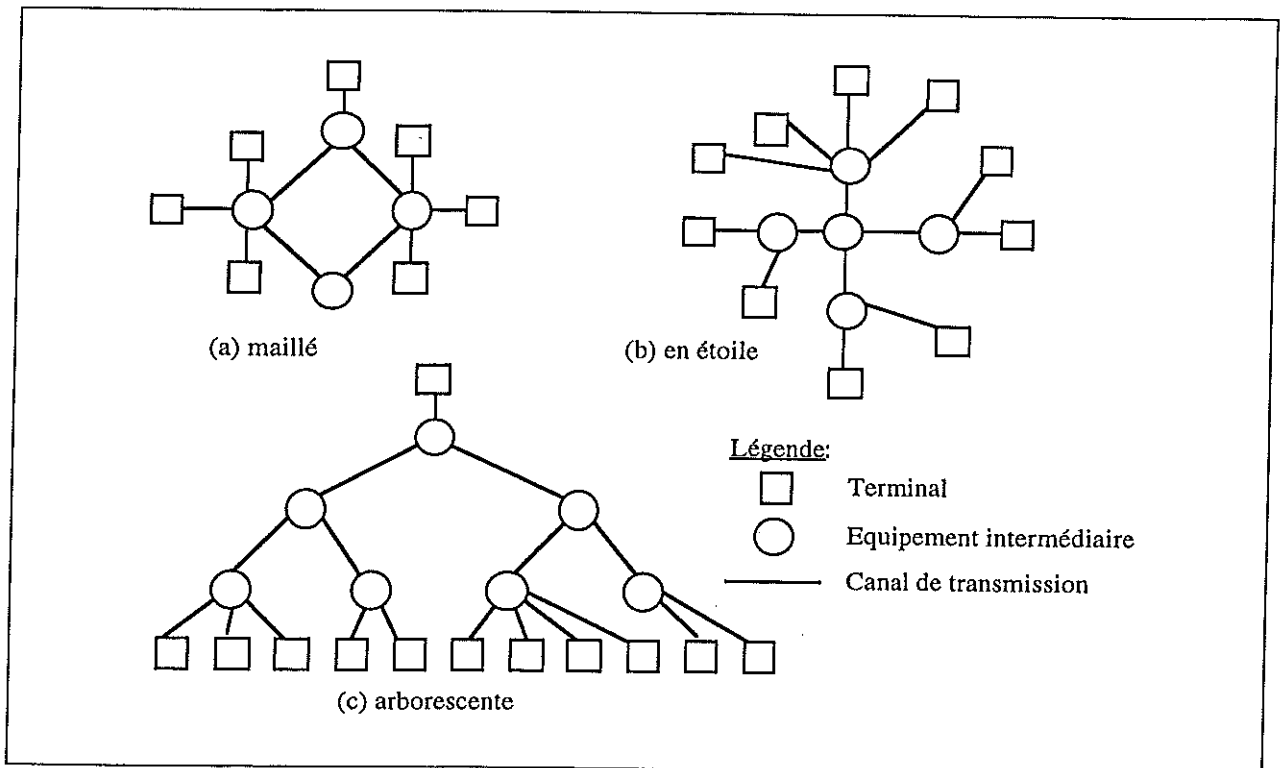 (a) maillé
(b) en étoile
(c) arborescente
Légende:
Terminal
Equipement intermédiaire
Canal de transmission